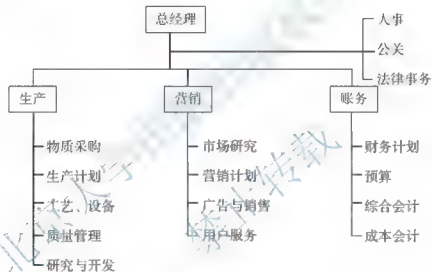 总经理
人事
公关
法律事务
生产
营销
账务
物质采购
市场研究
财务计划
生产计划
营销计划
预算
工艺、设备
广告与销售
综合会计
质量管理
用户服务
成本会计
研究与开发